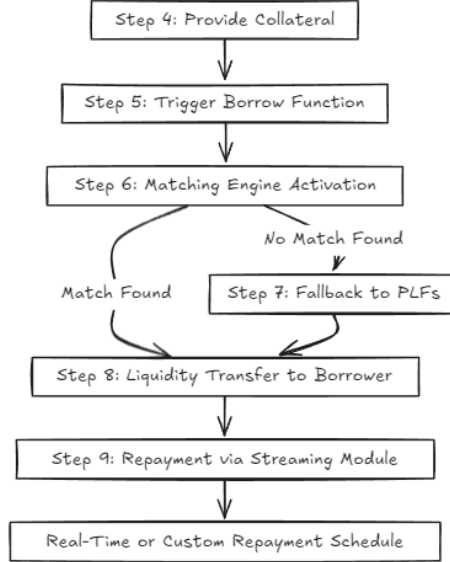 Step 4: Provide Collateral
Step 5: Trigger Borrow Function
Step 6: Matching Engine Activation
No Match Found
Match Found
Step 7: Fallback to PLFs
Step 8: Liquidity Transfer to Borrower
Step 9: Repayment via Streaming Module
Real-Time or Custom Repayment Schedule